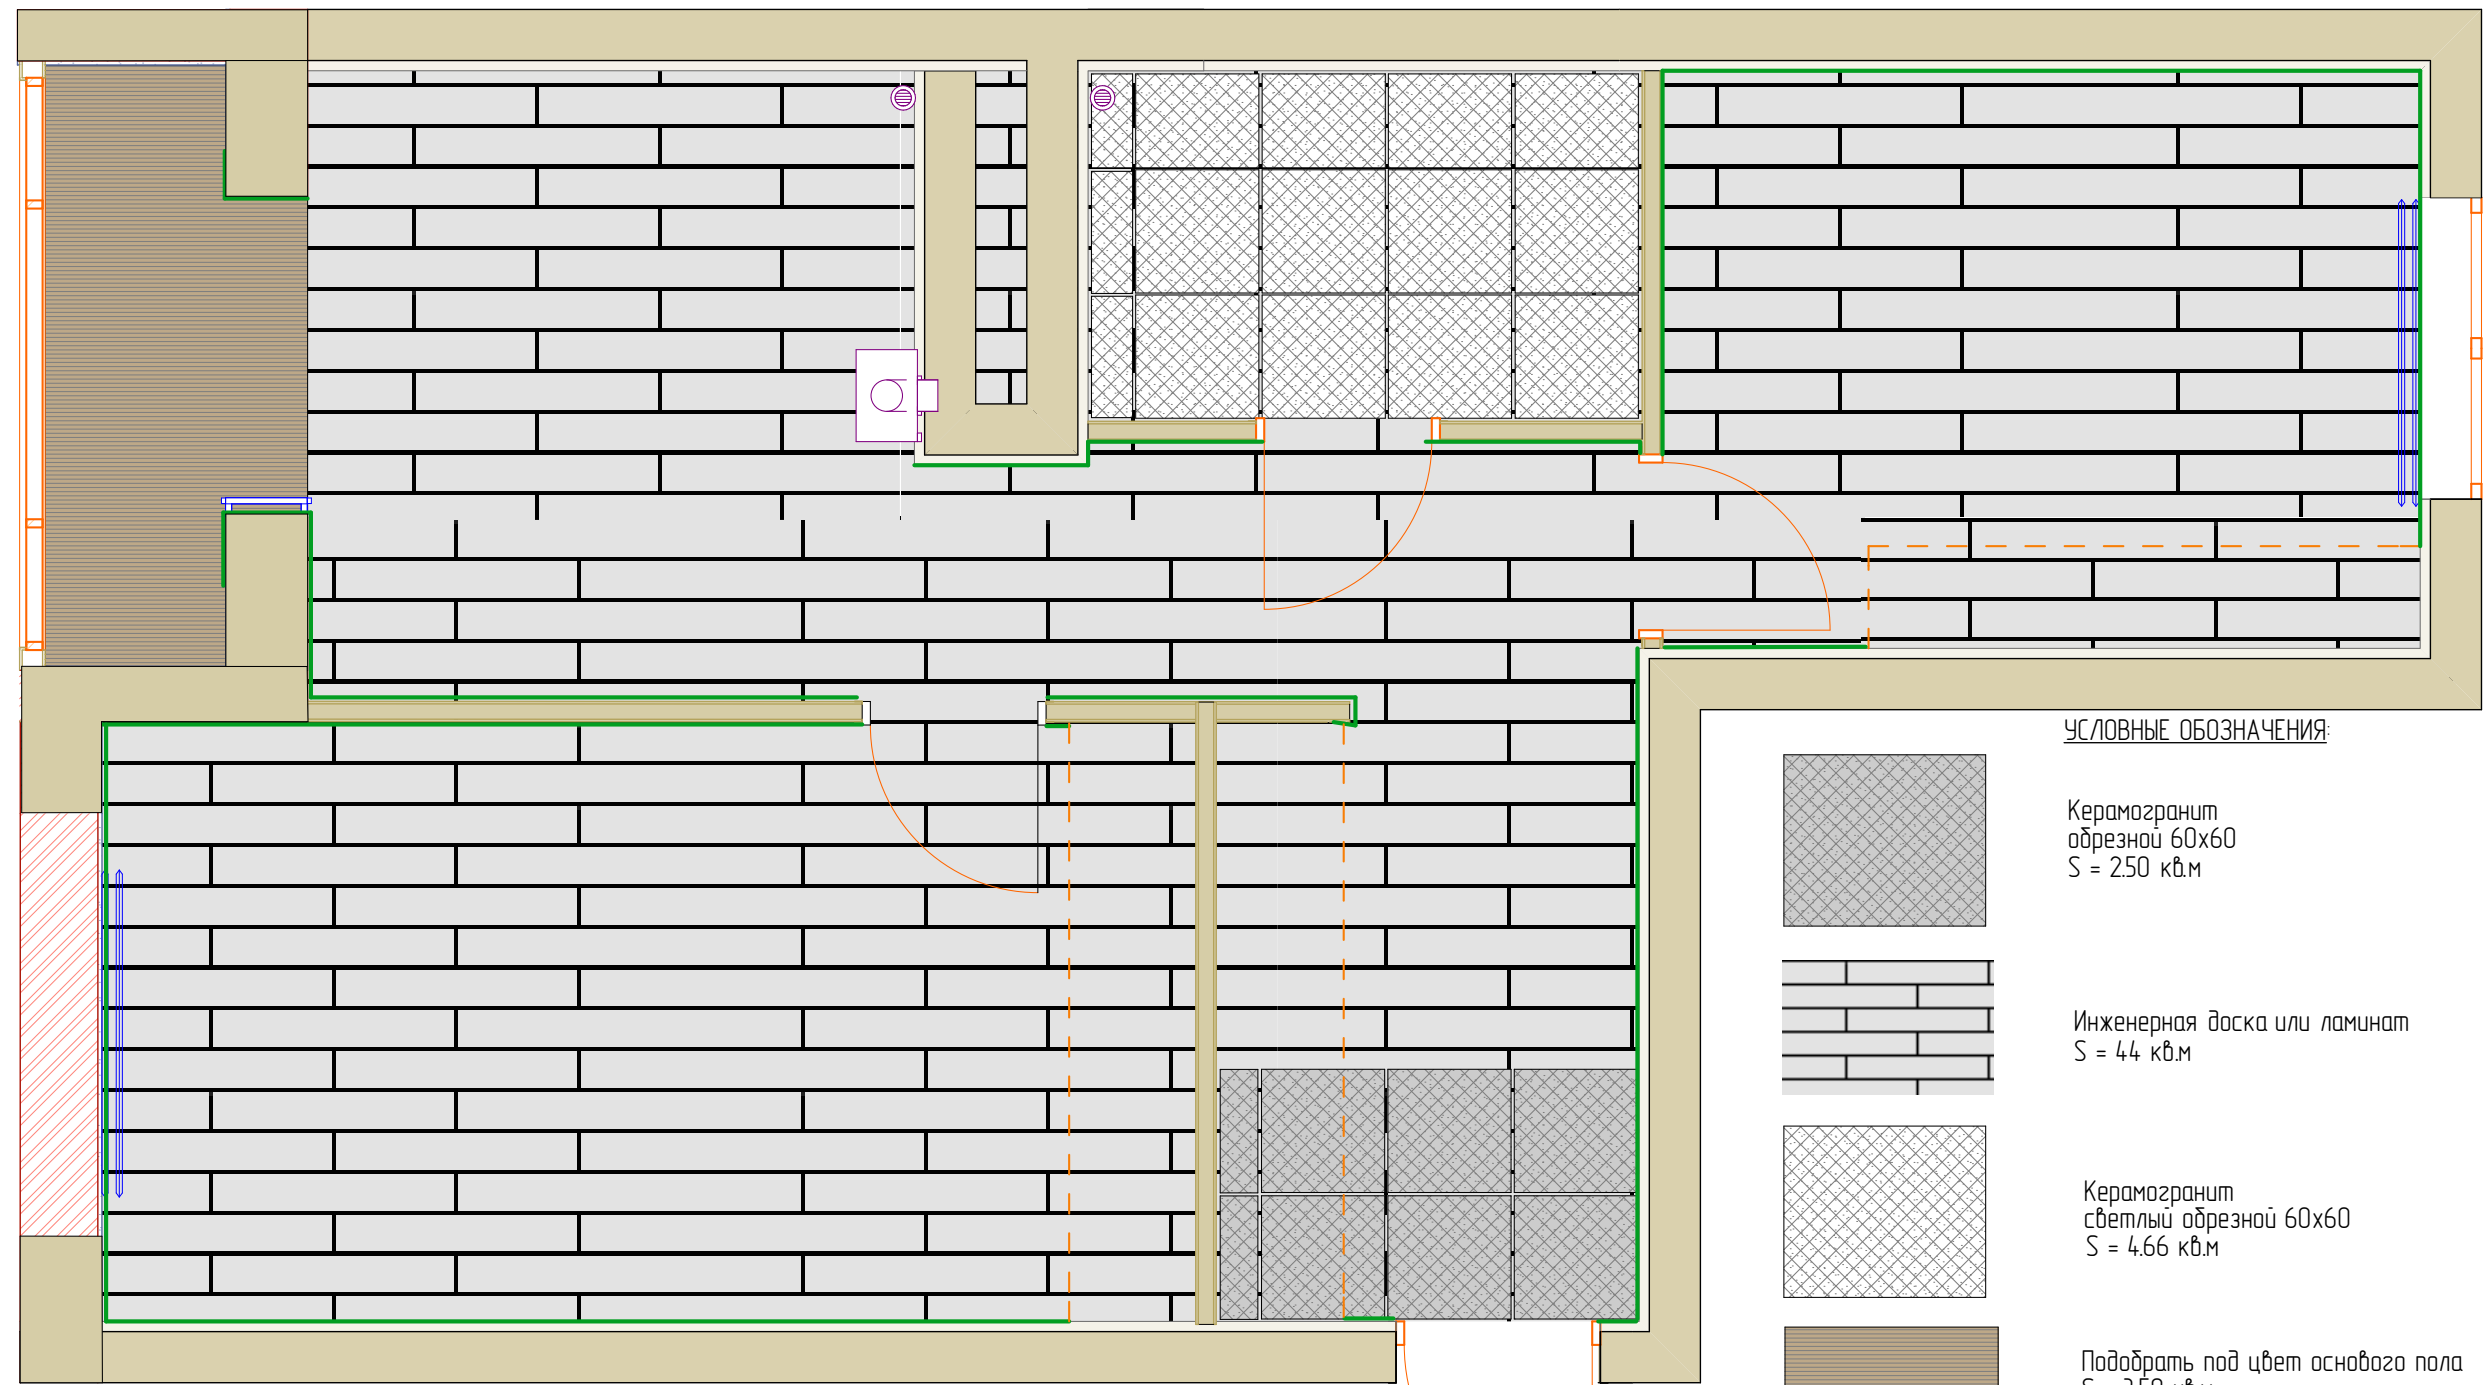 УСЛОВНЫЕ ОБОЗНАЧЕНИЯ:
Керамогранит
обрезной 60х60
S = 2.50 кв.м
Инженерная доска или ламинат
S = 44 кв.м
Керамогранит
светлый обрезной 60х60
S = 4.66 кв.м
Подобрать под цвет основого пола